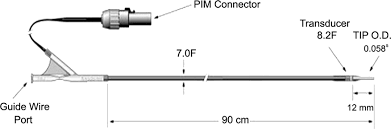 PIM Connector
Transducer
8.2F
TIP O.D.
0.058"
7.0F
Guide Wire
Port
12 mm
90 cm